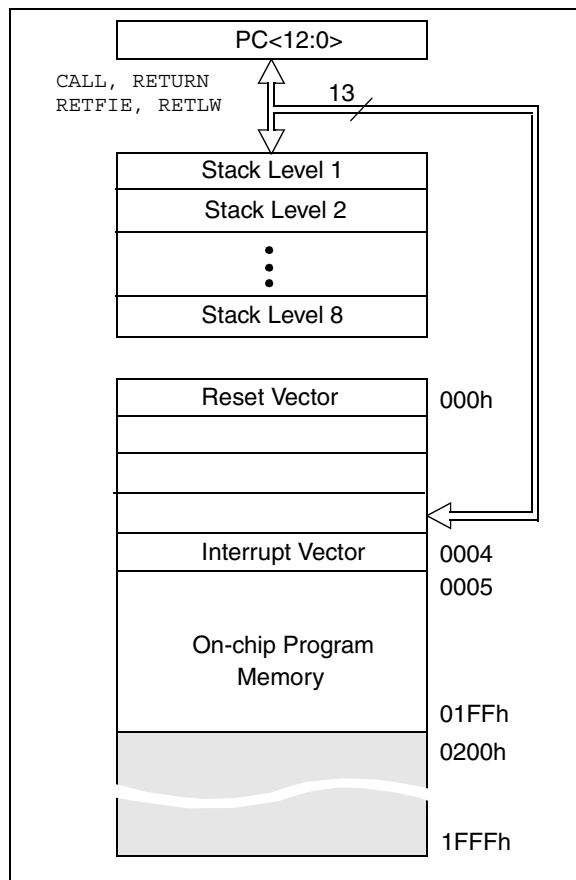 PC<12:0>
CALL, RETURN
RETFIE, RETLW
13
Stack Level 1
Stack Level 2
Stack Level 8
Reset Vector
000h
Interrupt Vector
0004
0005
On-chip Program
Memory
01FFh
0200h
1FFFh